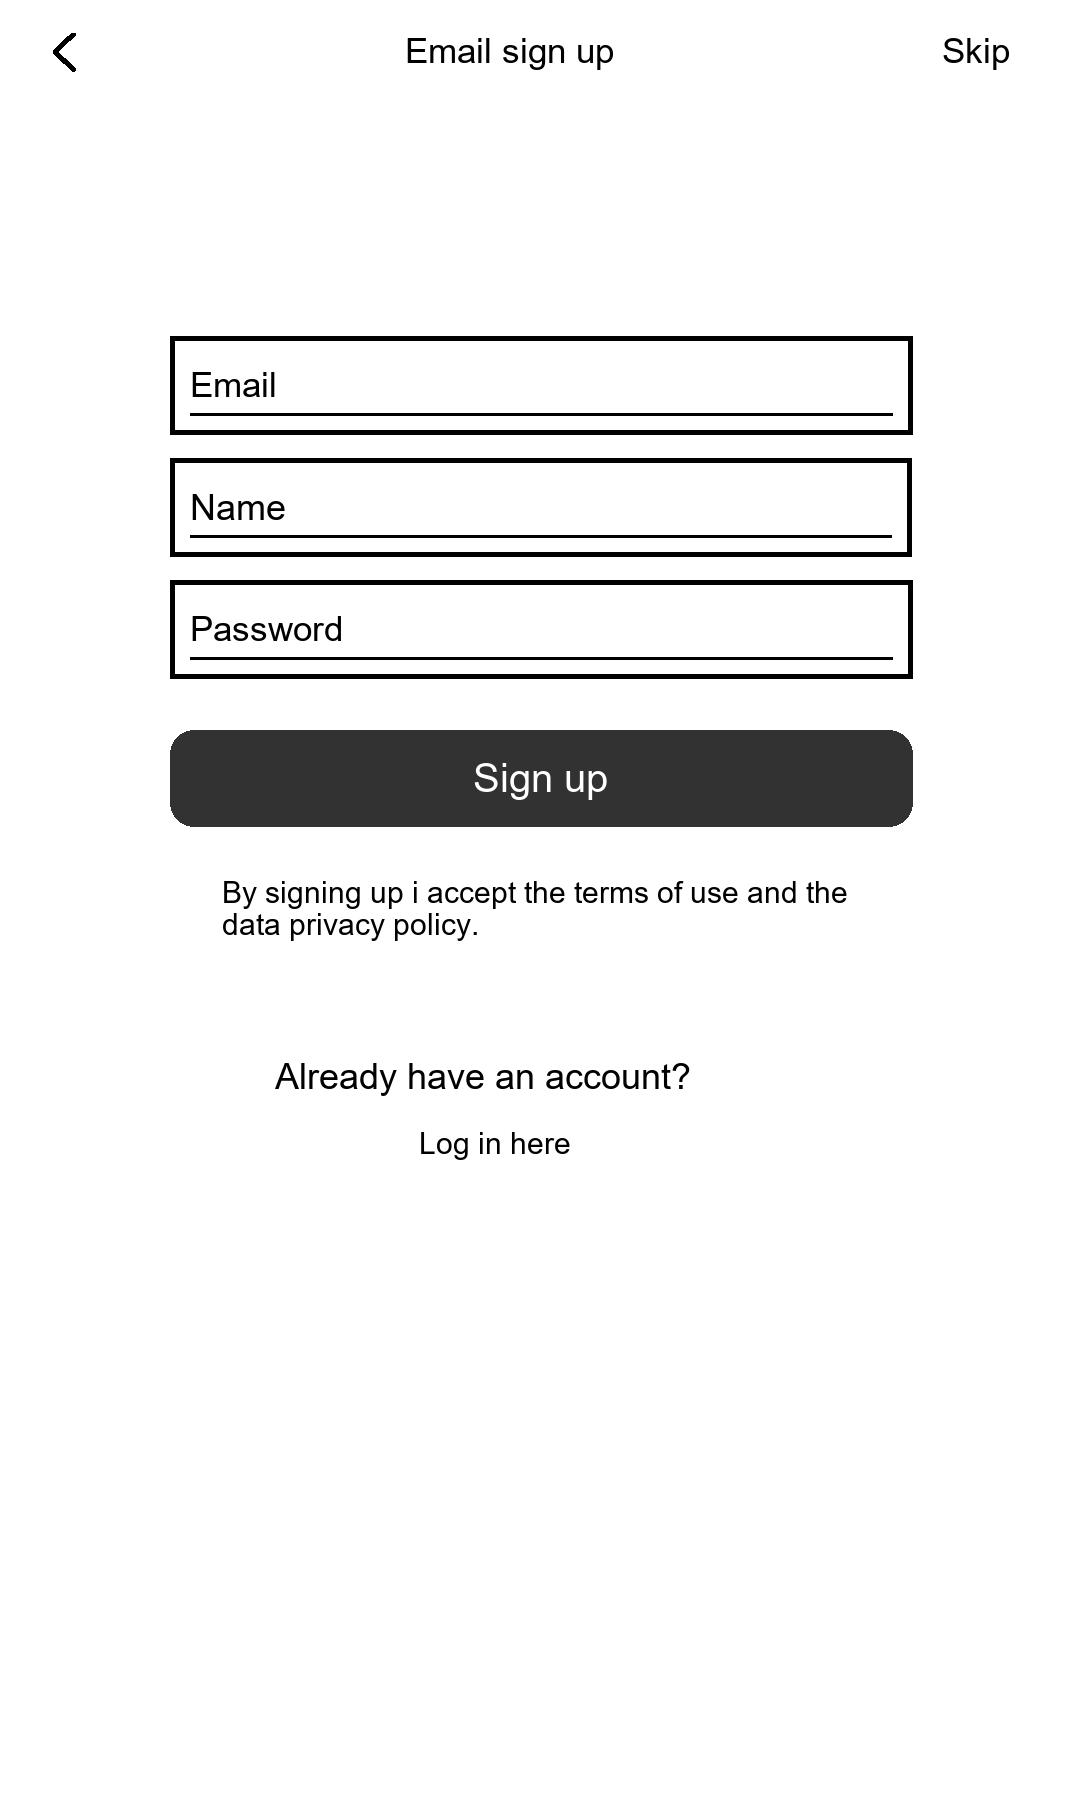 Email sign up
Skip
Email
Name
Password
Sign up
By signing up i accept the terms of use and the
data privacy policy.
Already have an account?
Log in here